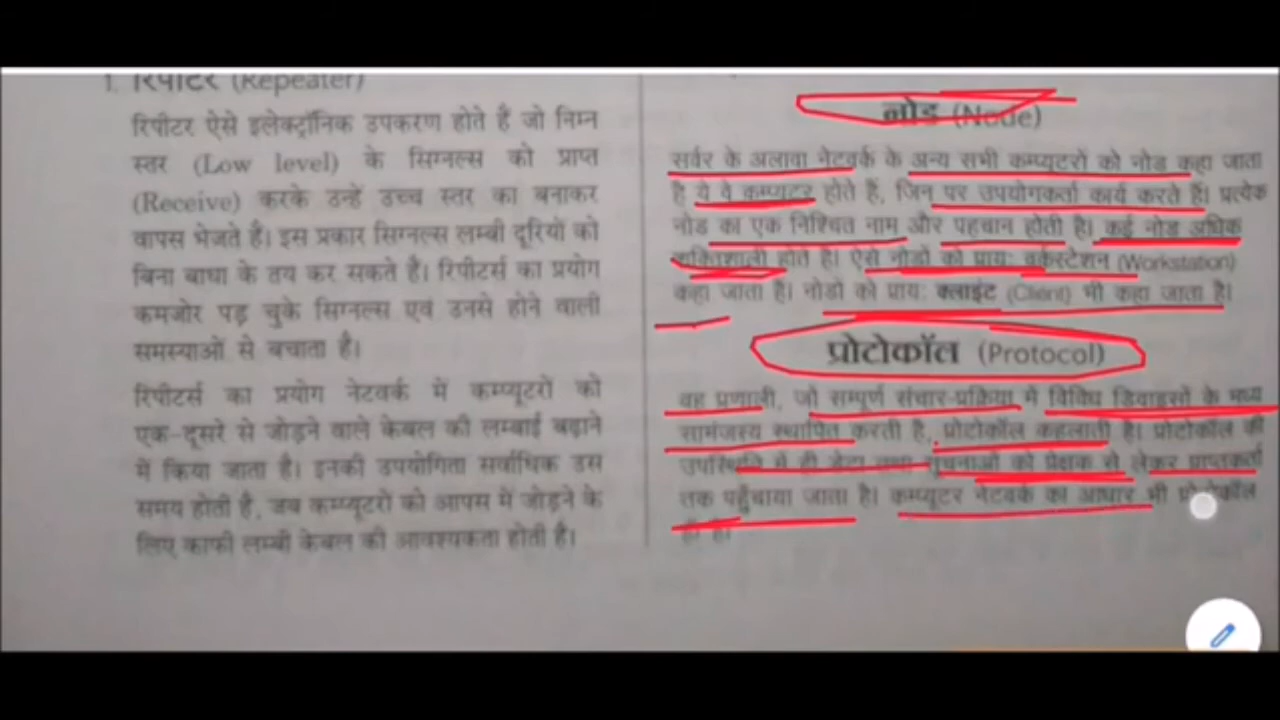 1. रिपीटर (Repeater)
रिपीटर ऐसे इलेक्ट्रॉनिक उपकरण होते हैं जो निम्न
स्तर (Low level) के सिग्नल्स को प्राप्त
(Receive) करके उन्हें उच्च स्तर का बनाकर
वापस भेजते हैं। इस प्रकार सिग्नल्स लम्बी दूरियों को
बिना बाधा के तय कर सकते हैं। रिपीटर्स का प्रयोग
कमजोर पड़ चुके सिग्नल्स एवं उनसे होने वाली
समस्याओं से बचाता है।
रिपीटर्स का प्रयोग नेटवर्क में कम्प्यूटरों को
एक-दूसरे से जोड़ने वाले केबल की लम्बाई बढ़ाने
में किया जाता है। इनकी उपयोगिता सर्वाधिक उस
समय होती है, जब कम्प्यूटरों को आपस में जोड़ने के
लिए काफी लम्बी केबल की आवश्यकता होती है।
नोड (Node)
सर्वर के अलावा नेटवर्क के अन्य सभी कम्प्यूटरों को नोड कहा जाता
है ये वे कम्प्यूटर होते हैं, जिन पर उपयोगकर्ता कार्य करते हैं। प्रत्येक
नोड का एक निश्चित नाम और पहचान होती है। कई नोड अधिक
शक्तिशाली होते हैं। ऐसे नोडों को प्राय: वर्कस्टेशन (Workstation)
कहा जाता है। नोडों को प्राय: क्लाइंट (Client) भी कहा जाता है।
प्रोटोकॉल (Protocol)
वह प्रणाली, जो सम्पूर्ण संचार-प्रक्रिया में विविध डिवाइसों के मध्य
सामंजस्य स्थापित करती है, प्रोटोकॉल कहलाती है। प्रोटोकॉल की
उपस्थिति में ही डेटा तथा सूचनाओं को प्रेक्षक से लेकर प्राप्तकर्ता
तक पहुँचाया जाता है। कम्प्यूटर नेटवर्क का आधार भी प्रोटोकॉल
ही है।